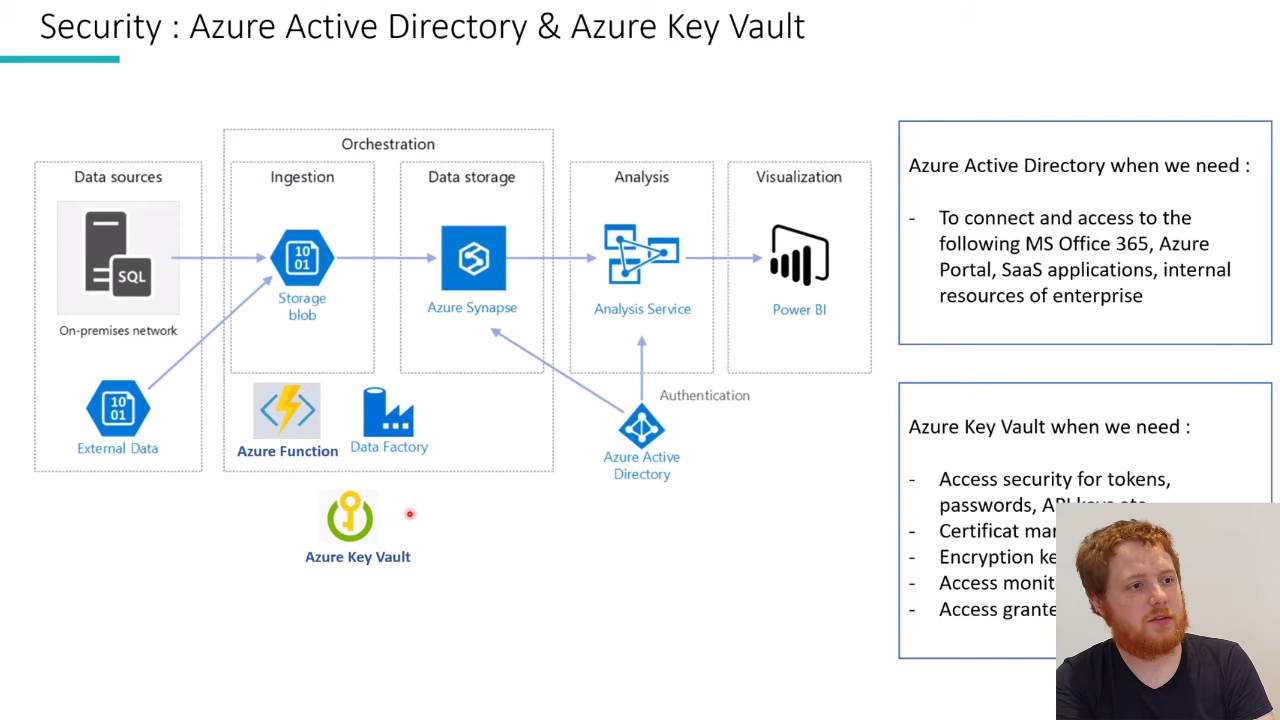 Security : Azure Active Directory & Azure Key Vault
Orchestration
Data sources
Ingestion
Data storage
Analysis
Visualization
SQL
On-premises network
10
01
Storage
blob
Azure Synapse
Analysis Service
Power BI
10
01
External Data
Azure Function
Data Factory
Authentication
Azure Active
Directory
Azure Key Vault
Azure Active Directory when we need :
- To connect and access to the
following MS Office 365, Azure
Portal, SaaS applications, internal
resources of enterprise
Azure Key Vault when we need :
- Access security for tokens,
passwords, API keys etc
- Certificat
- Encryption
- Access
- Access